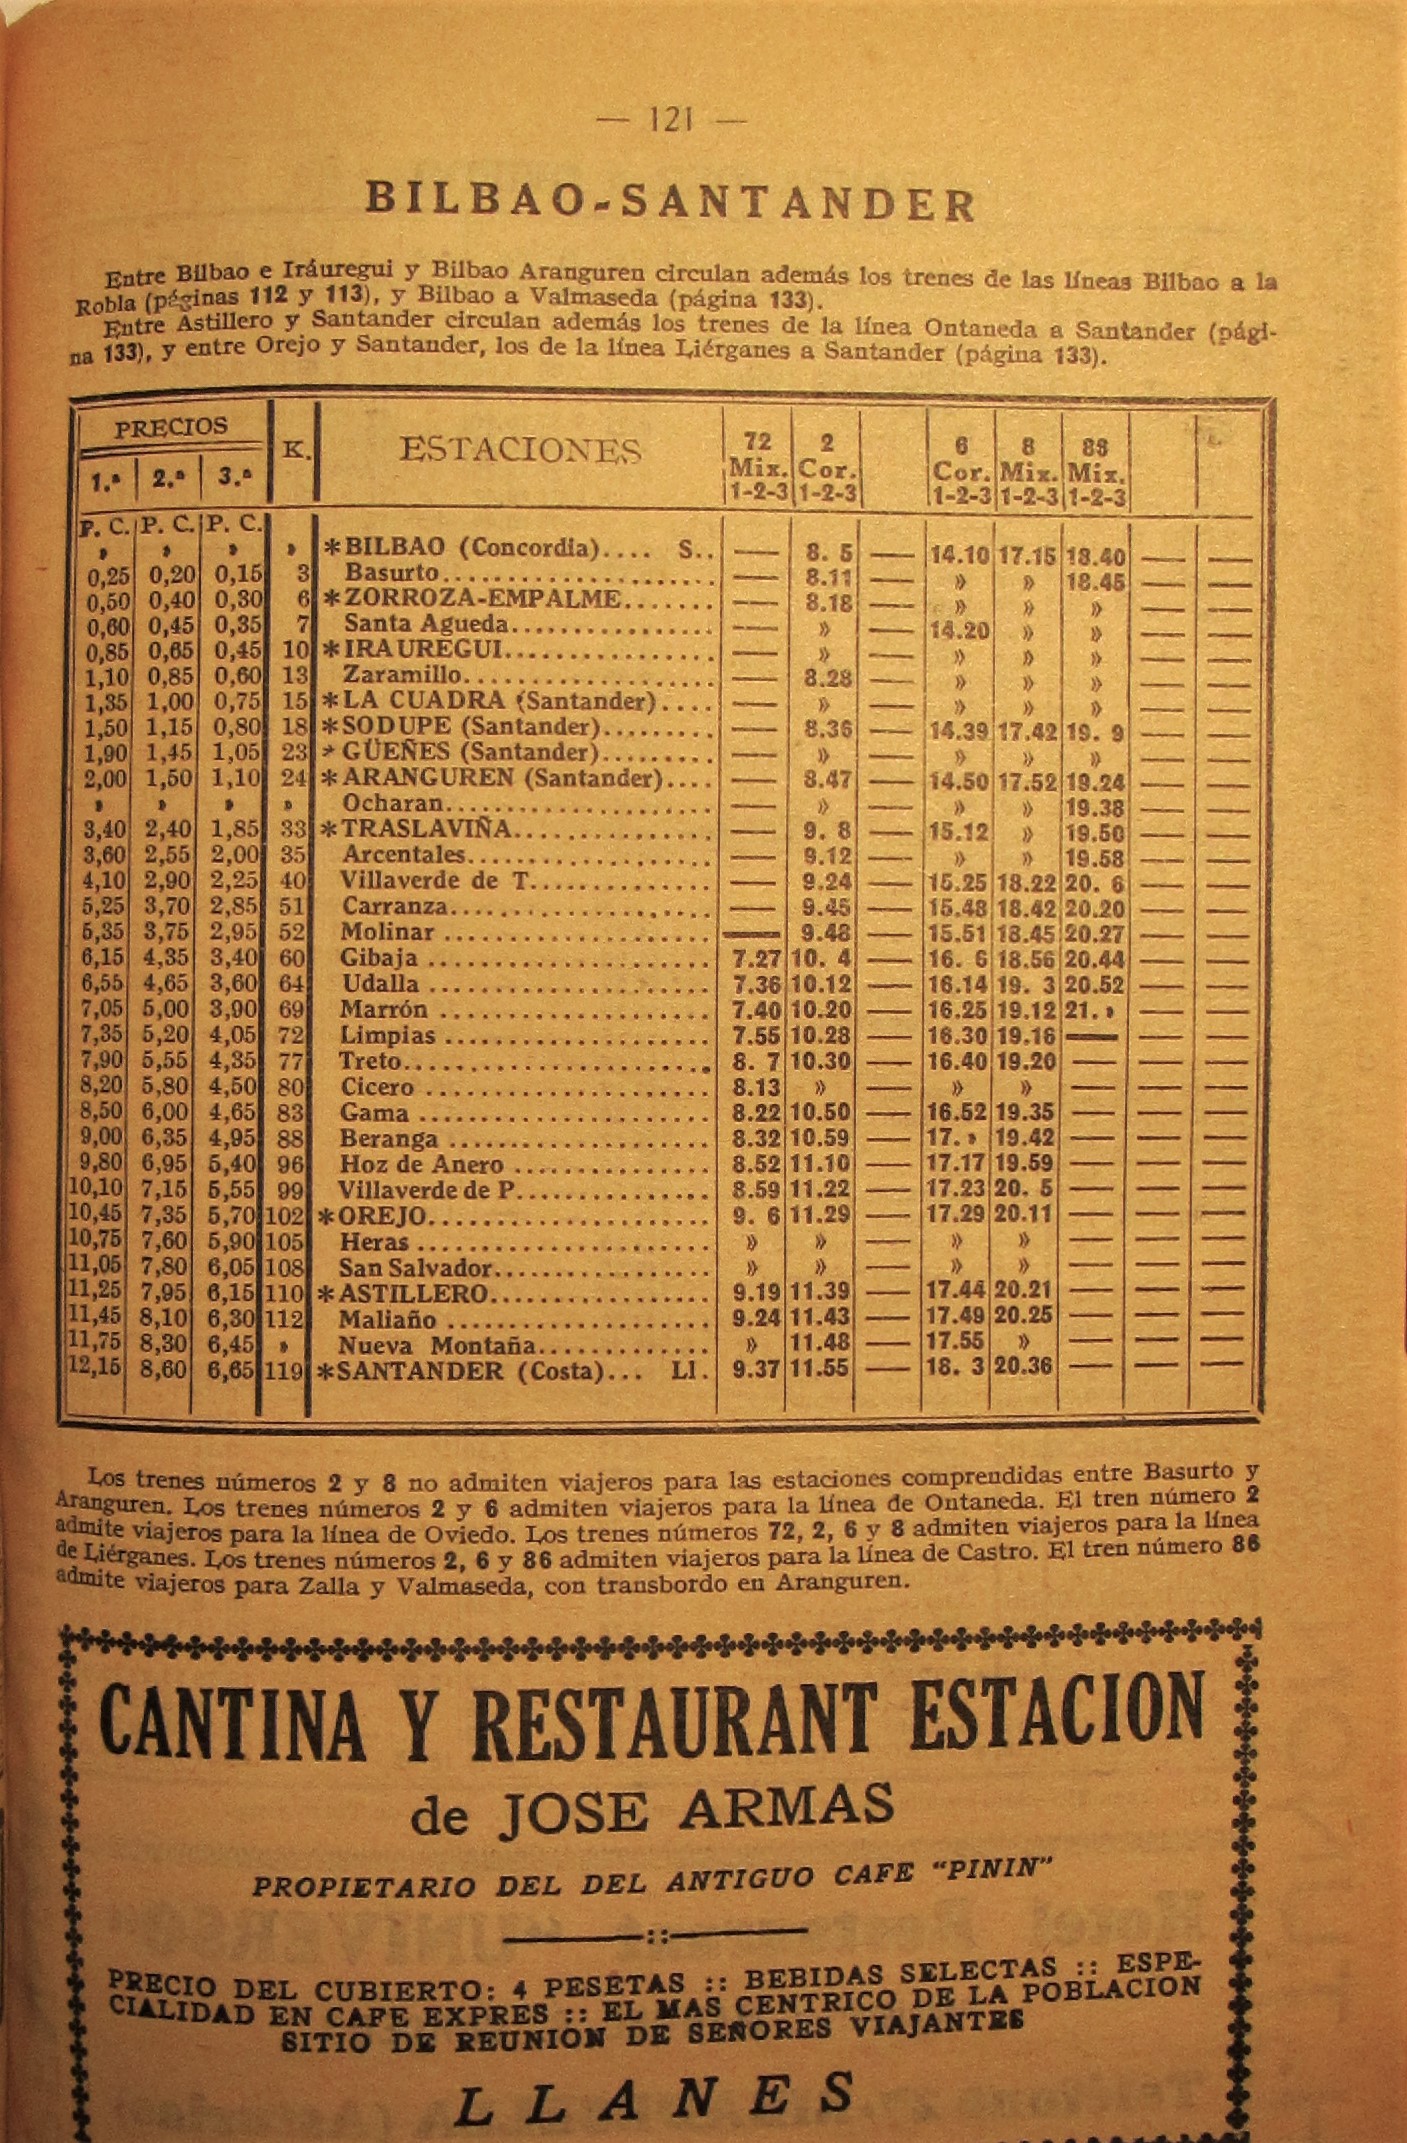 — 121 —
BILBAO-SANTANDER
Entre Bilbao e Iráuregui y Bilbao Aranguren circulan además los trenes de las líneas Bilbao a la
Robla (páginas 112 y 113), y Bilbao a Valmaseda (página 133).
Entre Astillero y Santander circulan además los trenes de la línea Ontaneda a Santander (pági-
na 133), y entre Orejo y Santander, los de la línea Liérganes a Santander (página 133).
PRECIOS K. ESTACIONES 72 2 6 8 88
1.ª 2.ª 3.ª Mix. Cor. Cor. Mix. Mix.
1-2-3 1-2-3 1-2-3 1-2-3 1-2-3
P. C. P. C. P. C.
» » » » *BILBAO (Concordia).... S.. — 8. 5 — 14.10 17.15 18.40 — —
0,25 0,20 0,15 3 Basurto — 8.11 — » » 18.45 — —
0,50 0,40 0,30 6 *ZORROZA-EMPALME — 8.18 — » » » — —
0,60 0,45 0,35 7 Santa Agueda — » — 14.20 » » — —
0,85 0,65 0,45 10 *IRAUREGUI — » — » » » — —
1,10 0,85 0,60 13 Zaramillo — 8.28 — » » » — —
1,35 1,00 0,75 15 *LA CUADRA (Santander) — » — » » » — —
1,50 1,15 0,80 18 *SODUPE (Santander) — 8.36 — 14.39 17.42 19. 9 — —
1,90 1,45 1,05 23 *GÜEÑES (Santander) — » — » » » — —
2,00 1,50 1,10 24 *ARANGUREN (Santander) — 8.47 — 14.50 17.52 19.24 — —
» » » » Ocharan — » — » » 19.38 — —
3,40 2,40 1,85 33 *TRASLAVIÑA — 9. 8 — 15.12 » 19.50 — —
3,60 2,55 2,00 35 Arcentales — 9.12 — » » 19.58 — —
4,10 2,90 2,25 40 Villaverde de T. — 9.24 — 15.25 18.22 20. 6 — —
5,25 3,70 2,85 51 Carranza — 9.45 — 15.48 18.42 20.20 — —
5,35 3,75 2,95 52 Molinar — 9.48 — 15.51 18.45 20.27 — —
6,15 4,35 3,40 60 Gibaja 7.27 10. 4 — 16. 6 18.56 20.44 — —
6,55 4,65 3,60 64 Udalla 7.36 10.12 — 16.14 19. 3 20.52 — —
7,05 5,00 3,90 69 Marrón 7.40 10.20 — 16.25 19.12 21. » — —
7,35 5,20 4,05 72 Limpias 7.55 10.28 — 16.30 19.16 — — —
7,90 5,55 4,35 77 Treto 8. 7 10.30 — 16.40 19.20 — — —
8,20 5,80 4,50 80 Cicero 8.13 » — » » — — —
8,50 6,00 4,65 83 Gama 8.22 10.50 — 16.52 19.35 — — —
9,00 6,35 4,95 88 Beranga 8.32 10.59 — 17. » 19.42 — — —
9,80 6,95 5,40 96 Hoz de Anero 8.52 11.10 — 17.17 19.59 — — —
10,10 7,15 5,55 99 Villaverde de P. 8.59 11.22 — 17.23 20. 5 — — —
10,45 7,35 5,70 102 *OREJO 9. 6 11.29 — 17.29 20.11 — — —
10,75 7,60 5,90 105 Heras » » — » » — — —
11,05 7,80 6,05 108 San Salvador » » — » » — — —
11,25 7,95 6,15 110 *ASTILLERO 9.19 11.39 — 17.44 20.21 — — —
11,45 8,10 6,30 112 Maliaño 9.24 11.43 — 17.49 20.25 — — —
11,75 8,30 6,45 » Nueva Montaña » 11.48 — 17.55 » — — —
12,15 8,60 6,65 119 *SANTANDER (Costa)... Ll. 9.37 11.55 — 18. 3 20.36 — — —
Los trenes números 2 y 8 no admiten viajeros para las estaciones comprendidas entre Basurto y
Aranguren. Los trenes números 2 y 6 admiten viajeros para la línea de Ontaneda. El tren número 2
admite viajeros para la línea de Oviedo. Los trenes números 72, 2, 6 y 8 admiten viajeros para la línea
de Liérganes. Los trenes números 2, 6 y 86 admiten viajeros para la línea de Castro. El tren número 86
admite viajeros para Zalla y Valmaseda, con transbordo en Aranguren.
CANTINA Y RESTAURANT ESTACION
de JOSE ARMAS
PROPIETARIO DEL DEL ANTIGUO CAFE "PININ"
PRECIO DEL CUBIERTO: 4 PESETAS :: BEBIDAS SELECTAS :: ESPE-
CIALIDAD EN CAFE EXPRES :: EL MAS CENTRICO DE LA POBLACION
SITIO DE REUNION DE SEÑORES VIAJANTES
LLANES